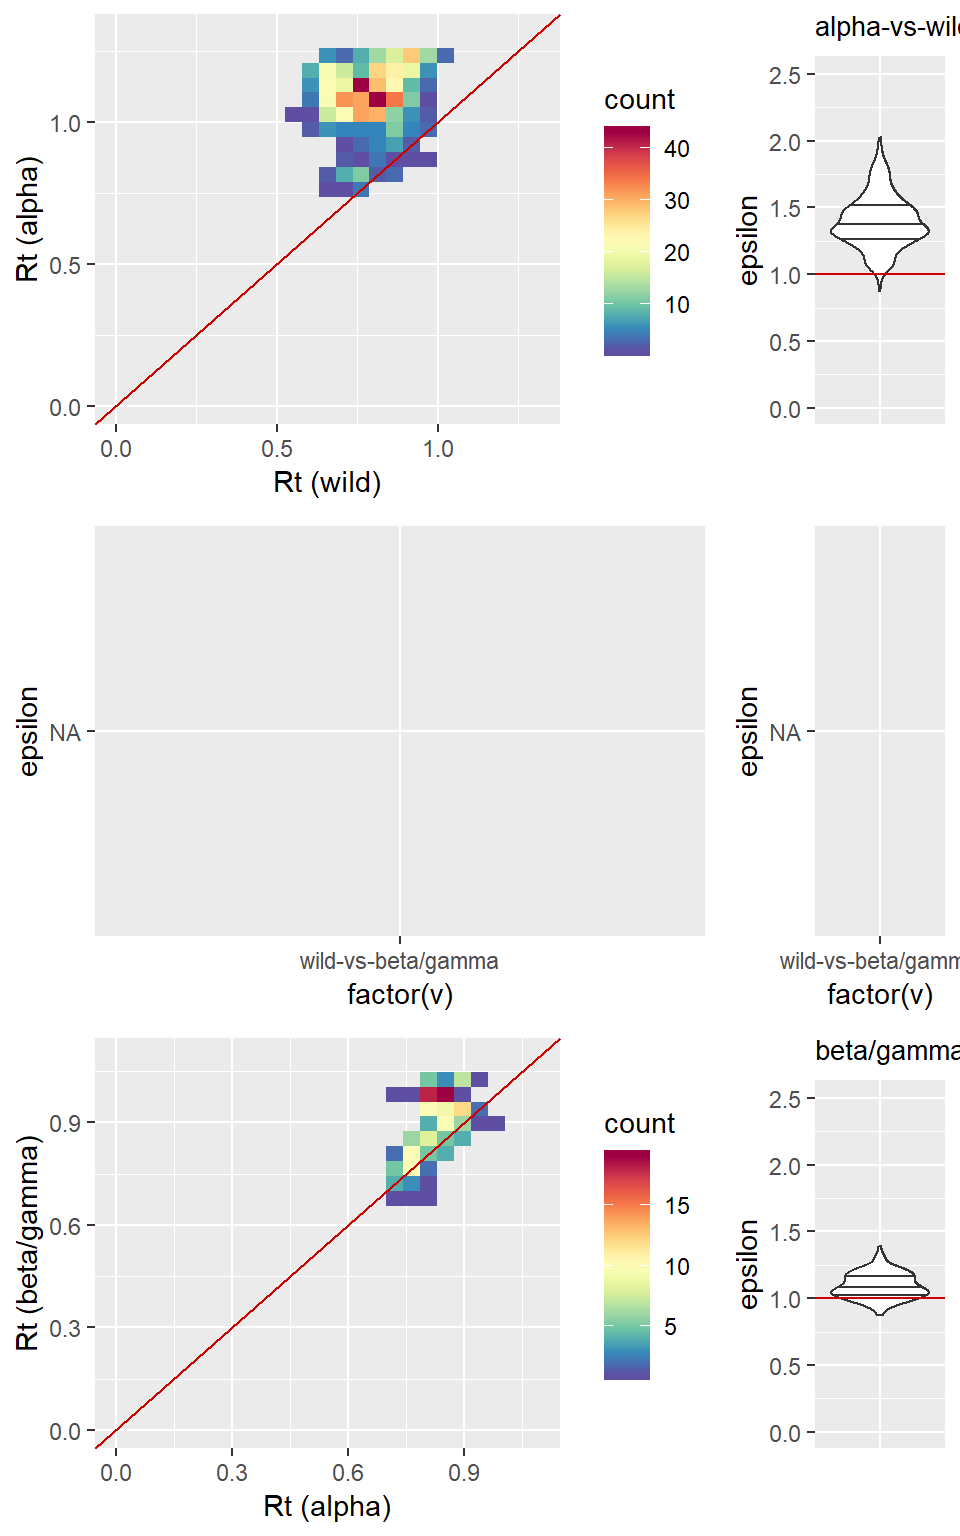 Rt (alpha)
1.0
0.5
0.0
0.0 0.5 1.0
Rt (wild)
count
40
30
20
10
alpha-vs-wil
epsilon
2.5
2.0
1.5
1.0
0.5
0.0
epsilon
NA
wild-vs-beta/gamma
factor(v)
epsilon
NA
wild-vs-beta/gamm
factor(v)
Rt (beta/gamma)
0.9
0.6
0.3
0.0
0.0 0.3 0.6 0.9
Rt (alpha)
count
15
10
5
beta/gamma
epsilon
2.5
2.0
1.5
1.0
0.5
0.0